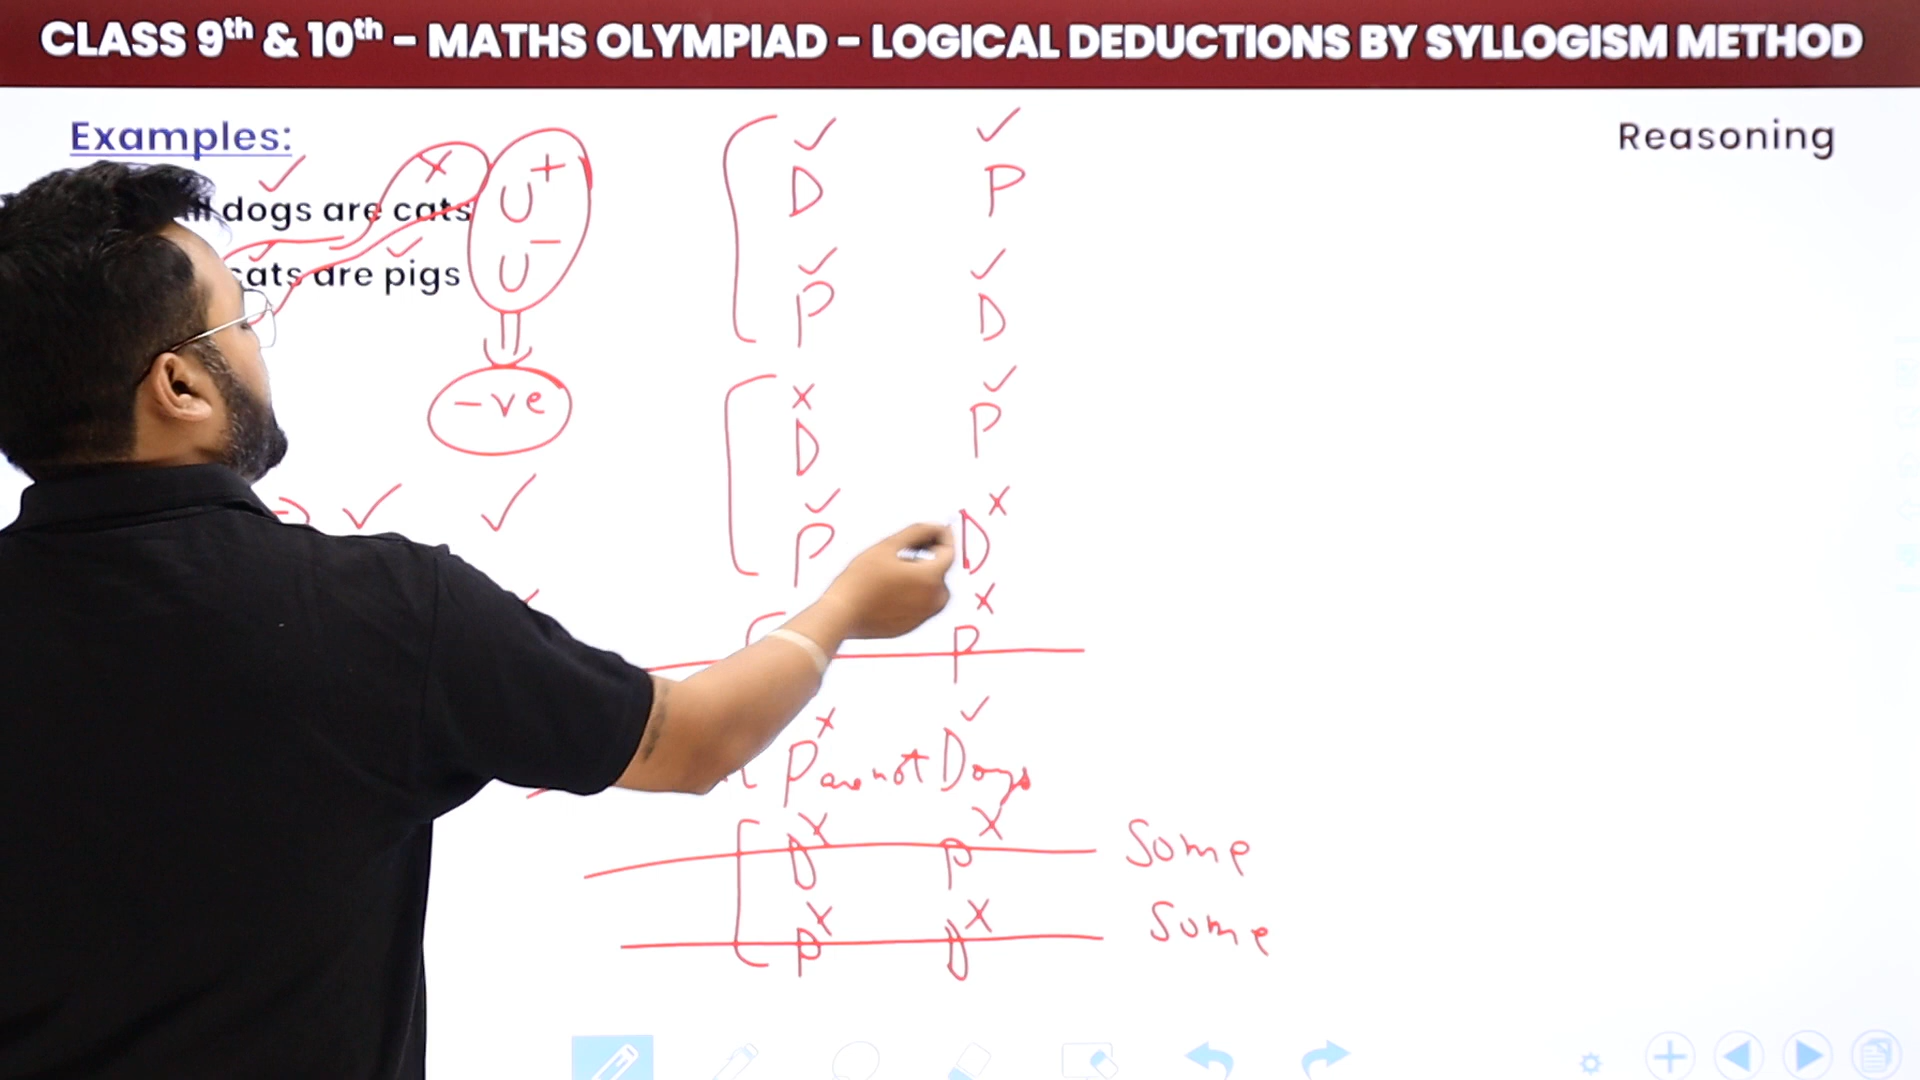 CLASS 9th & 10th – MATHS OLYMPIAD – LOGICAL DEDUCTIONS BY SYLLOGISM METHOD
Examples:
Reasoning
dogs are cats
cats are pigs
x
U+
U−
-ve
✓ ✓
✓ ✓
D P
✓ ✓
P D
x ✓
D P
✓ x
P D
x
P
x ✓
P are not Dogs
x x
D P Some
x x
P D Some